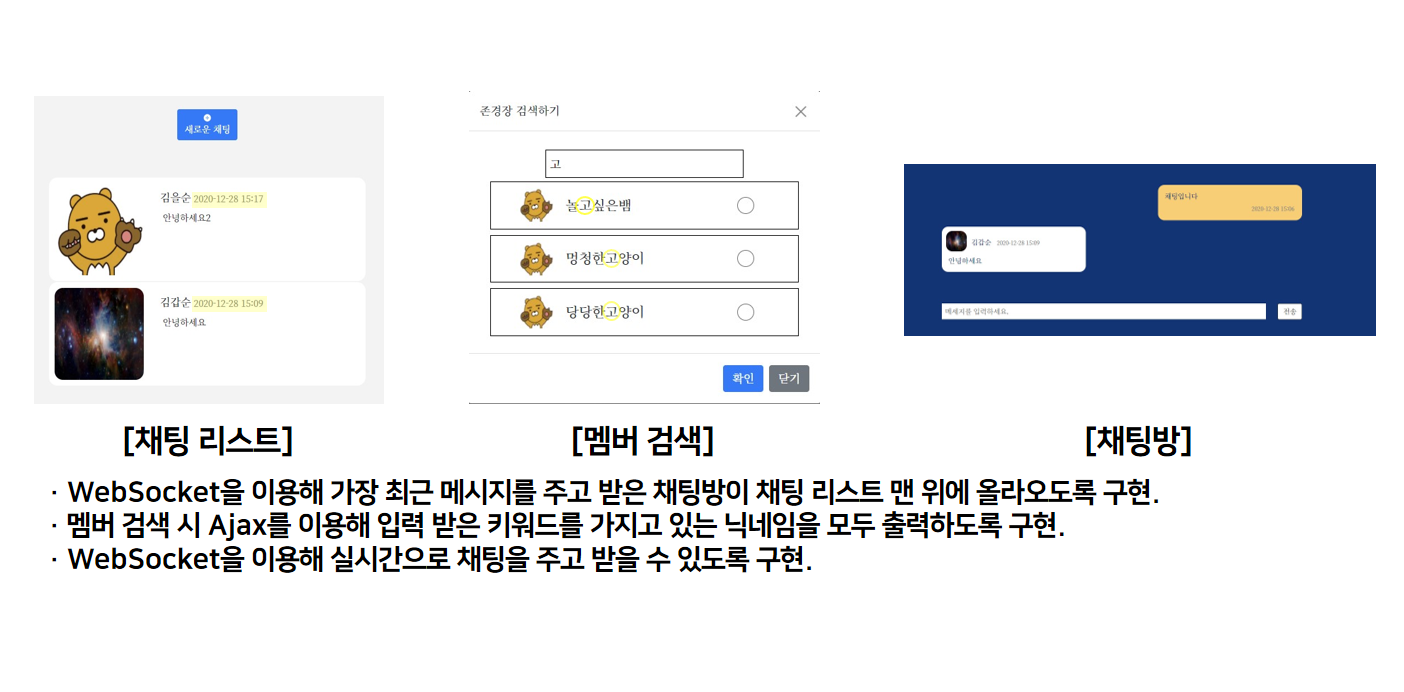 새로운 채팅
김을순 2020-12-28 15:17
안녕하세요2
김갑순 2020-12-28 15:09
안녕하세요
[채팅 리스트]
존경장 검색하기
고
놀고싶은뱀
멍청한고양이
당당한고양이
확인 닫기
[멤버 검색]
채팅입니다
2020-12-28 15:06
김갑순 2020-12-28 15:09
안녕하세요
메세지를 입력하세요.
전송
[채팅방]
· WebSocket을 이용해 가장 최근 메시지를 주고 받은 채팅방이 채팅 리스트 맨 위에 올라오도록 구현.
· 멤버 검색 시 Ajax를 이용해 입력 받은 키워드를 가지고 있는 닉네임을 모두 출력하도록 구현.
· WebSocket을 이용해 실시간으로 채팅을 주고 받을 수 있도록 구현.